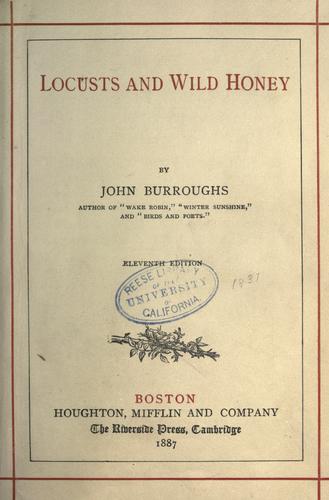 LOCUSTS AND WILD HONEY
BY
JOHN BURROUGHS
AUTHOR OF "WAKE ROBIN," "WINTER SUNSHINE,"
AND "BIRDS AND POETS."
ELEVENTH EDITION
REESE LIBRARY
OF THE
UNIVERSITY
OF
CALIFORNIA.
BOSTON
HOUGHTON, MIFFLIN AND COMPANY
The Riverside Press, Cambridge
1887